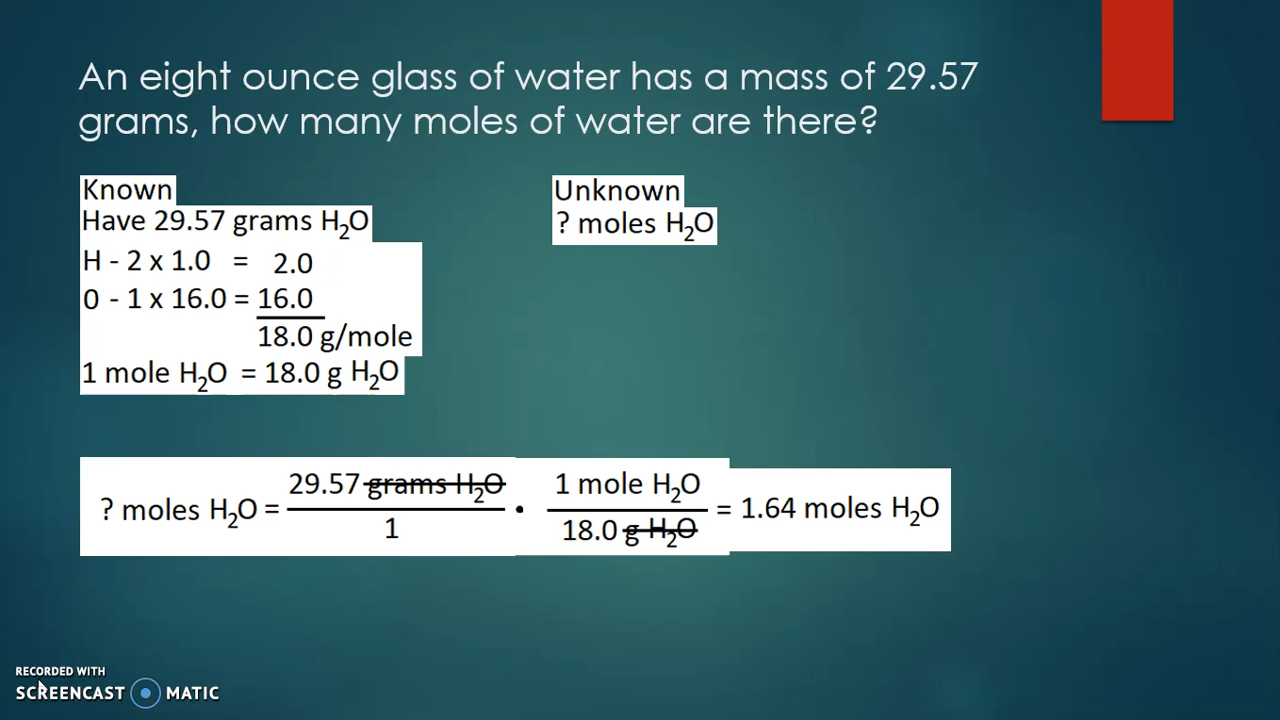 An eight ounce glass of water has a mass of 29.57
grams, how many moles of water are there?
Known
Have 29.57 grams H₂O
H - 2 x 1.0 = 2.0
0 - 1 x 16.0 = 16.0
18.0 g/mole
1 mole H₂O = 18.0 g H₂O
Unknown
? moles H₂O
? moles H₂O = 29.57 grams H₂O / 1 • 1 mole H₂O / 18.0 g H₂O = 1.64 moles H₂O
RECORDED WITH
SCREENCAST MATIC